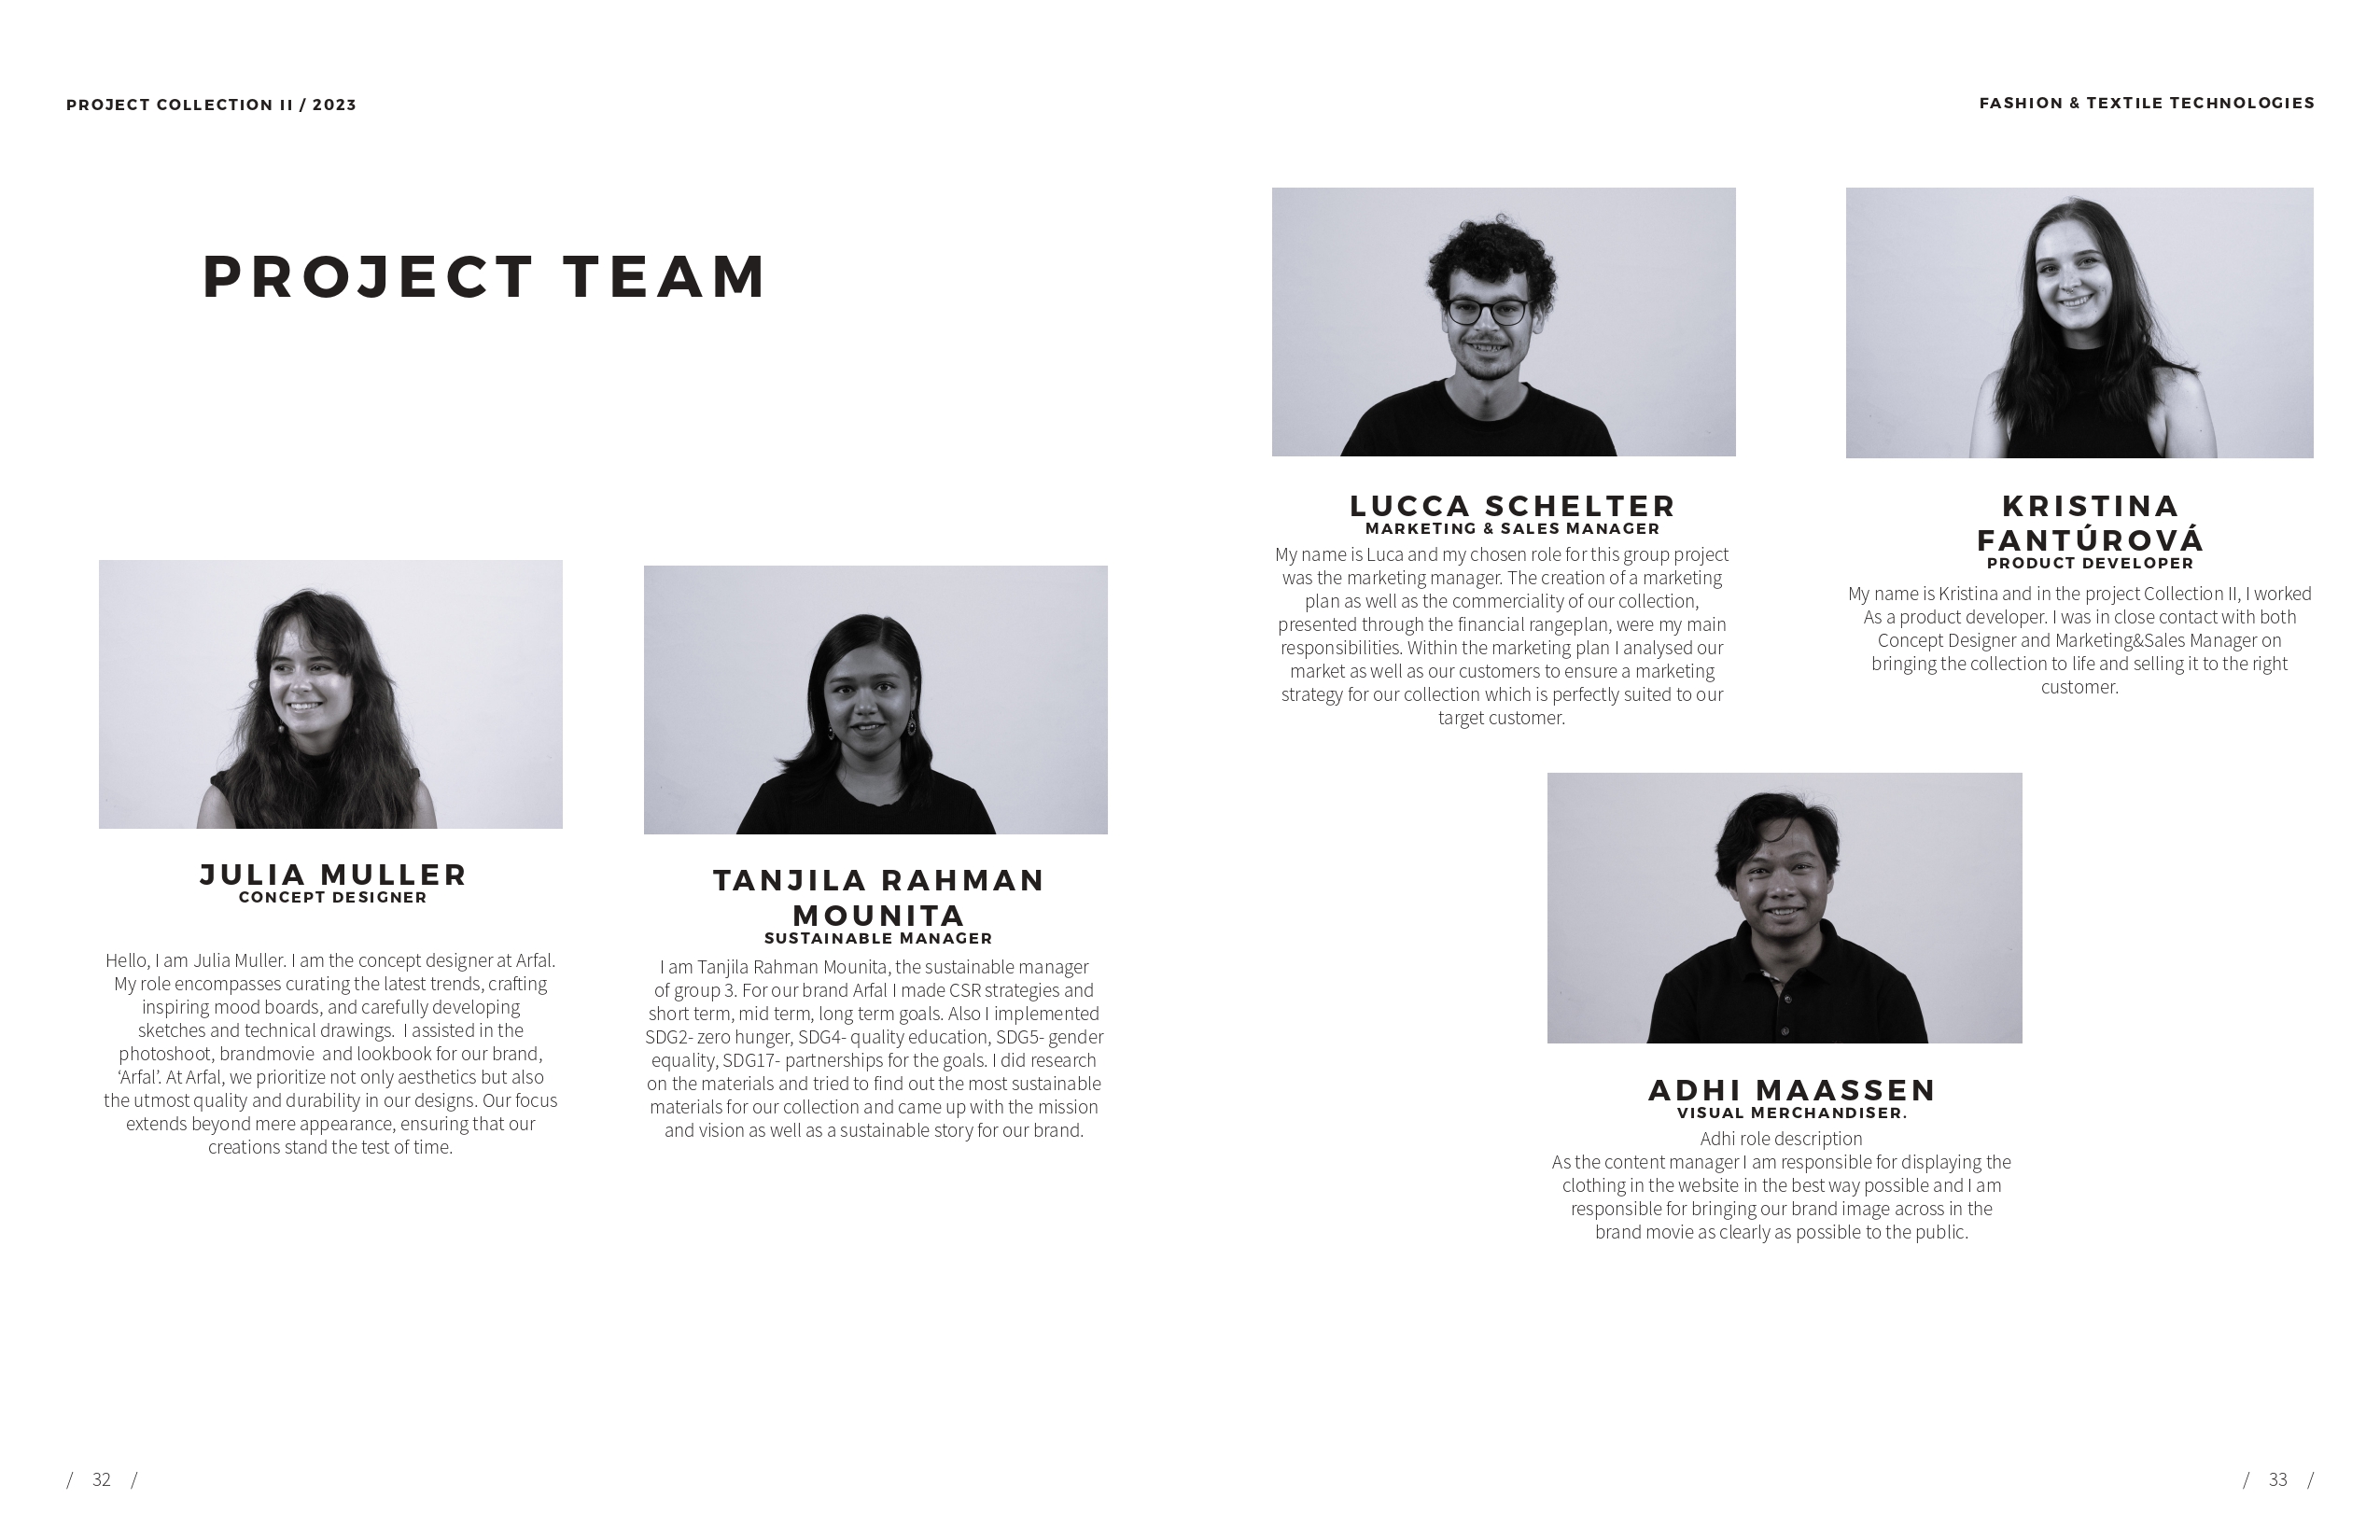 PROJECT COLLECTION II / 2023
FASHION & TEXTILE TECHNOLOGIES
PROJECT TEAM
JULIA MULLER
CONCEPT DESIGNER
Hello, I am Julia Muller. I am the concept designer at Arfal.
My role encompasses curating the latest trends, crafting
inspiring mood boards, and carefully developing
sketches and technical drawings.  I assisted in the
photoshoot, brandmovie  and lookbook for our brand,
‘Arfal’. At Arfal, we prioritize not only aesthetics but also
the utmost quality and durability in our designs. Our focus
extends beyond mere appearance, ensuring that our
creations stand the test of time.
TANJILA RAHMAN
MOUNITA
SUSTAINABLE MANAGER
I am Tanjila Rahman Mounita, the sustainable manager
of group 3. For our brand Arfal I made CSR strategies and
short term, mid term, long term goals. Also I implemented
SDG2- zero hunger, SDG4- quality education, SDG5- gender
equality, SDG17- partnerships for the goals. I did research
on the materials and tried to find out the most sustainable
materials for our collection and came up with the mission
and vision as well as a sustainable story for our brand.
LUCCA SCHELTER
MARKETING & SALES MANAGER
My name is Luca and my chosen role for this group project
was the marketing manager. The creation of a marketing
plan as well as the commerciality of our collection,
presented through the financial rangeplan, were my main
responsibilities. Within the marketing plan I analysed our
market as well as our customers to ensure a marketing
strategy for our collection which is perfectly suited to our
target customer.
KRISTINA
FANTÚROVÁ
PRODUCT DEVELOPER
My name is Kristina and in the project Collection II, I worked
As a product developer. I was in close contact with both
Concept Designer and Marketing&Sales Manager on
bringing the collection to life and selling it to the right
customer.
ADHI MAASSEN
VISUAL MERCHANDISER.
Adhi role description
As the content manager I am responsible for displaying the
clothing in the website in the best way possible and I am
responsible for bringing our brand image across in the
brand movie as clearly as possible to the public.
/ 32 /
/ 33 /